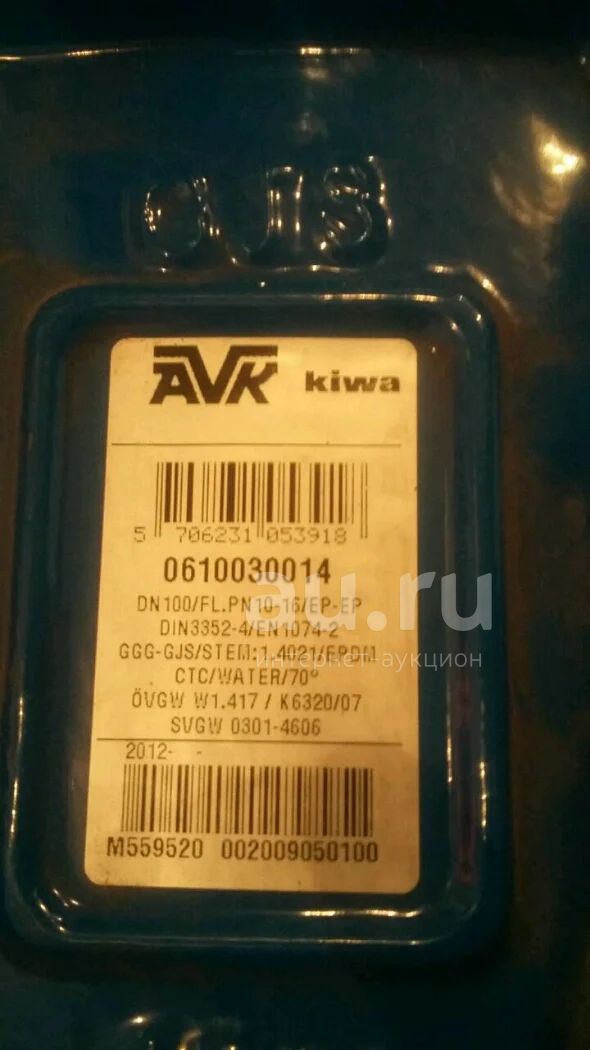 GJS
AVK kiwa
5 706231 053918
0610030014
DN100/FL.PN10-16/EP-EP
DIN3352-4/EN1074-2
GGG-GJS/STEM:1.4021/EPDM
CTC/WATER/70°
ÖVGW W1.417 / K6320/07
SVGW 0301-4606
2012- -
M559520 002009050100
au.ru
интернет-аукцион